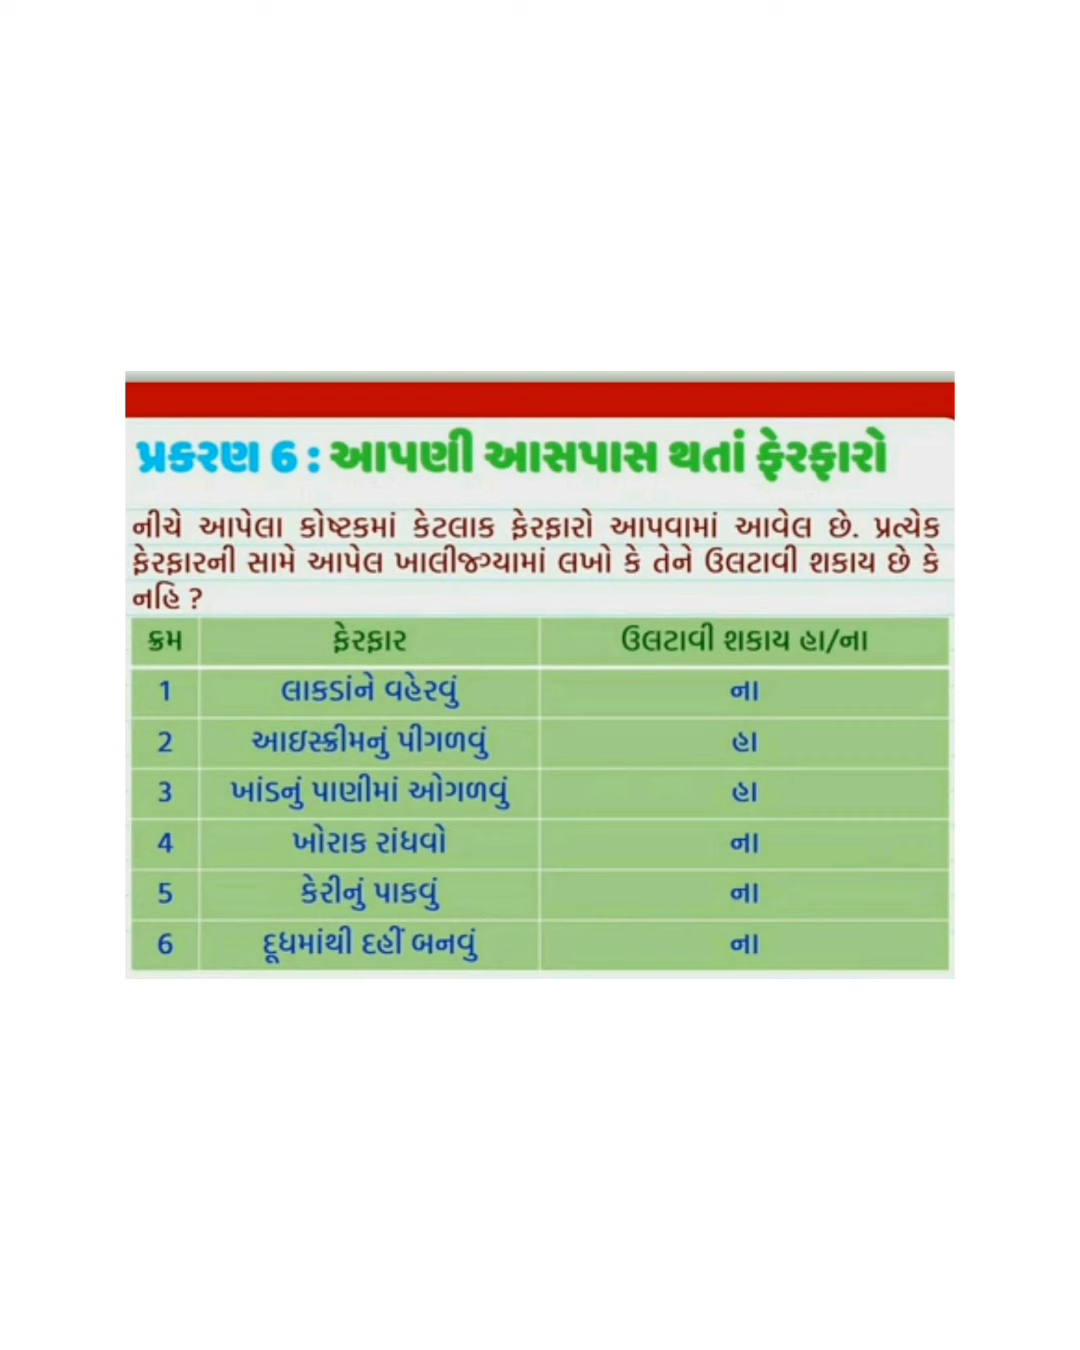 પ્રકરણ 6 : આપણી આસપાસ થતાં ફેરફારો
નીચે આપેલા કોષ્ટકમાં કેટલાક ફેરફારો આપવામાં આવેલ છે. પ્રત્યેક
ફેરફારની સામે આપેલ ખાલીજગ્યામાં લખો કે તેને ઉલટાવી શકાય છે કે
નહિ ?
ક્રમ ફેરફાર ઉલટાવી શકાય હા/ના
1 લાકડાંને વહેરવું ના
2 આઇસ્ક્રીમનું પીગળવું હા
3 ખાંડનું પાણીમાં ઓગળવું હા
4 ખોરાક રાંધવો ના
5 કેરીનું પાકવું ના
6 દૂધમાંથી દહીં બનવું ના